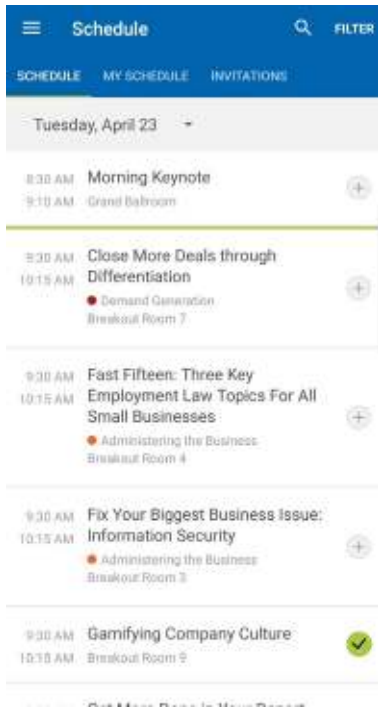 Schedule
FILTER
SCHEDULE MY SCHEDULE INVITATIONS
Tuesday, April 23
8:30 AM Morning Keynote
9:10 AM Grand Ballroom
9:30 AM Close More Deals through
10:15 AM Differentiation
Demand Generation
Breakout Room 7
9:30 AM Fast Fifteen: Three Key
10:15 AM Employment Law Topics For All
Small Businesses
Administering the Business
Breakout Room 4
9:30 AM Fix Your Biggest Business Issue:
10:15 AM Information Security
Administering the Business
Breakout Room 3
9:30 AM Gamifying Company Culture
10:15 AM Breakout Room 9